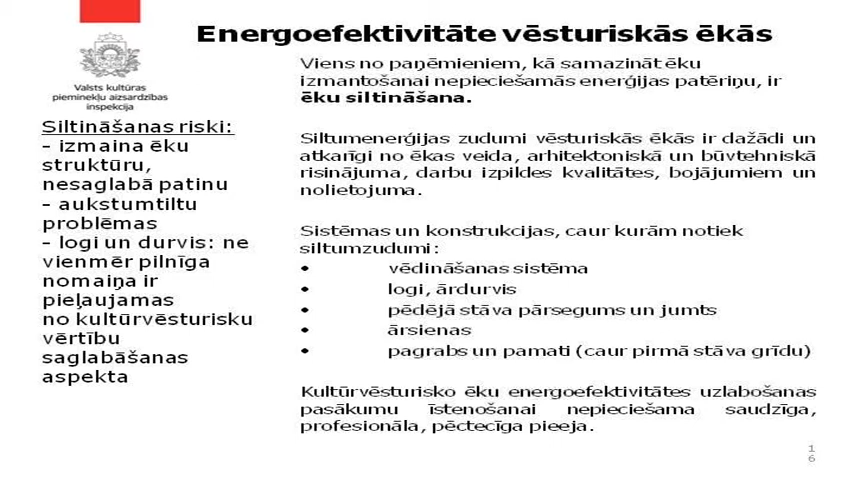 Energoefektivitāte vēsturiskās ēkās
Valsts kultūras
pieminekļu aizsardzības
inspekcija
Siltināšanas riski:
- izmaina ēku
struktūru,
nesaglabā patinu
- aukstumtiltu
problēmas
- logi un durvis: ne
vienmēr pilnīga
nomaiņa ir
pieļaujamas
no kultūrvēsturisku
vērtību
saglabāšanas
aspekta
Viens no paņēmieniem, kā samazināt ēku
izmantošanai nepieciešamās enerģijas patēriņu, ir
ēku siltināšana.
Siltumenerģijas zudumi vēsturiskās ēkās ir dažādi un
atkarīgi no ēkas veida, arhitektoniskā un būvtehniskā
risinājuma, darbu izpildes kvalitātes, bojājumiem un
nolietojuma.
Sistēmas un konstrukcijas, caur kurām notiek
siltumzudumi:
• vēdināšanas sistēma
• logi, ārdurvis
• pēdējā stāva pārsegums un jumts
• ārsienas
• pagrabs un pamati (caur pirmā stāva grīdu)
Kultūrvēsturisko ēku energoefektivitātes uzlabošanas
pasākumu īstenošanai nepieciešama saudzīga,
profesionāla, pēctecīga pieeja.
1
6